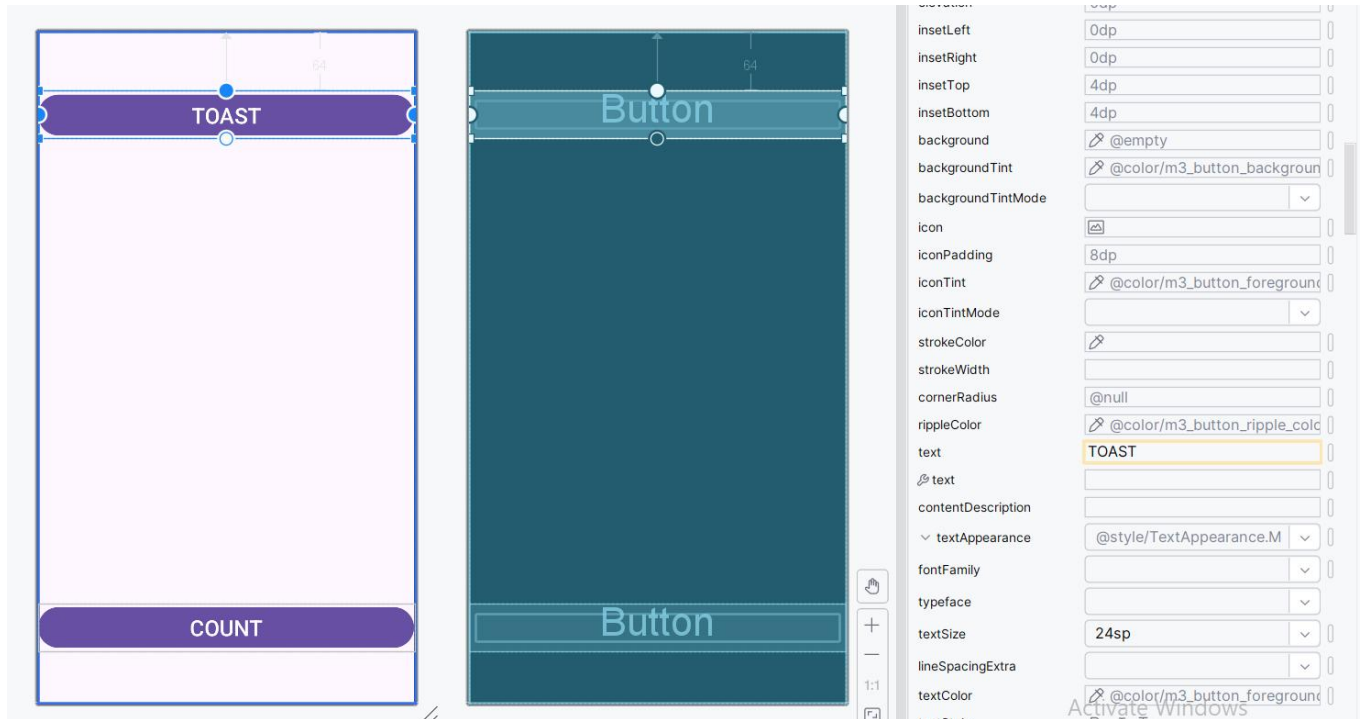 64
TOAST
COUNT
64
Button
Button
1:1
insetLeft 0dp
insetRight 0dp
insetTop 4dp
insetBottom 4dp
background @empty
backgroundTint @color/m3_button_backgroun
backgroundTintMode
icon
iconPadding 8dp
iconTint @color/m3_button_foreground
iconTintMode
strokeColor
strokeWidth
cornerRadius @null
rippleColor @color/m3_button_ripple_colo
text TOAST
text
contentDescription
textAppearance @style/TextAppearance.M
fontFamily
typeface
textSize 24sp
lineSpacingExtra
textColor @color/m3_button_foreground
Activate Windows